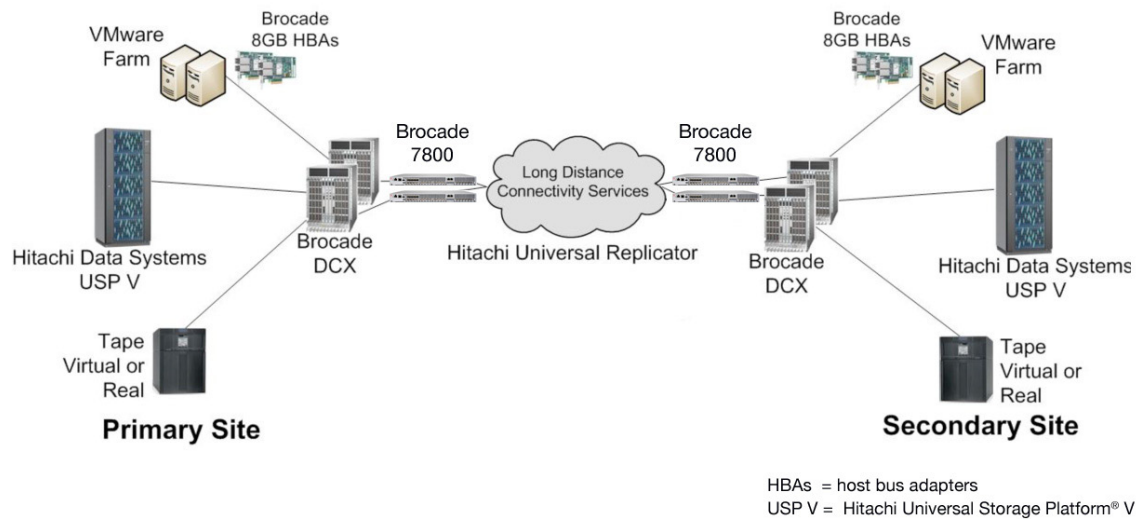 Brocade
8GB HBAs
VMware
Farm
Brocade
8GB HBAs
VMware
Farm
Brocade
7800
Brocade
7800
Long Distance
Connectivity Services
Hitachi Universal Replicator
Brocade
DCX
Brocade
DCX
Hitachi Data Systems
USP V
Hitachi Data Systems
USP V
Tape
Virtual or
Real
Tape
Virtual or
Real
Primary Site
Secondary Site
HBAs = host bus adapters
USP V = Hitachi Universal Storage Platform® V